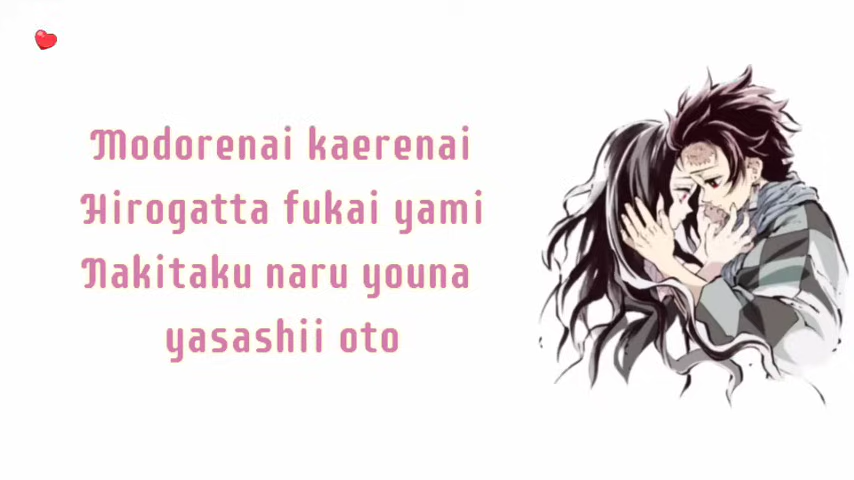 Modorenai kaerenai
Hirogatta fukai yami
Nakitaku naru youna
yasashii oto